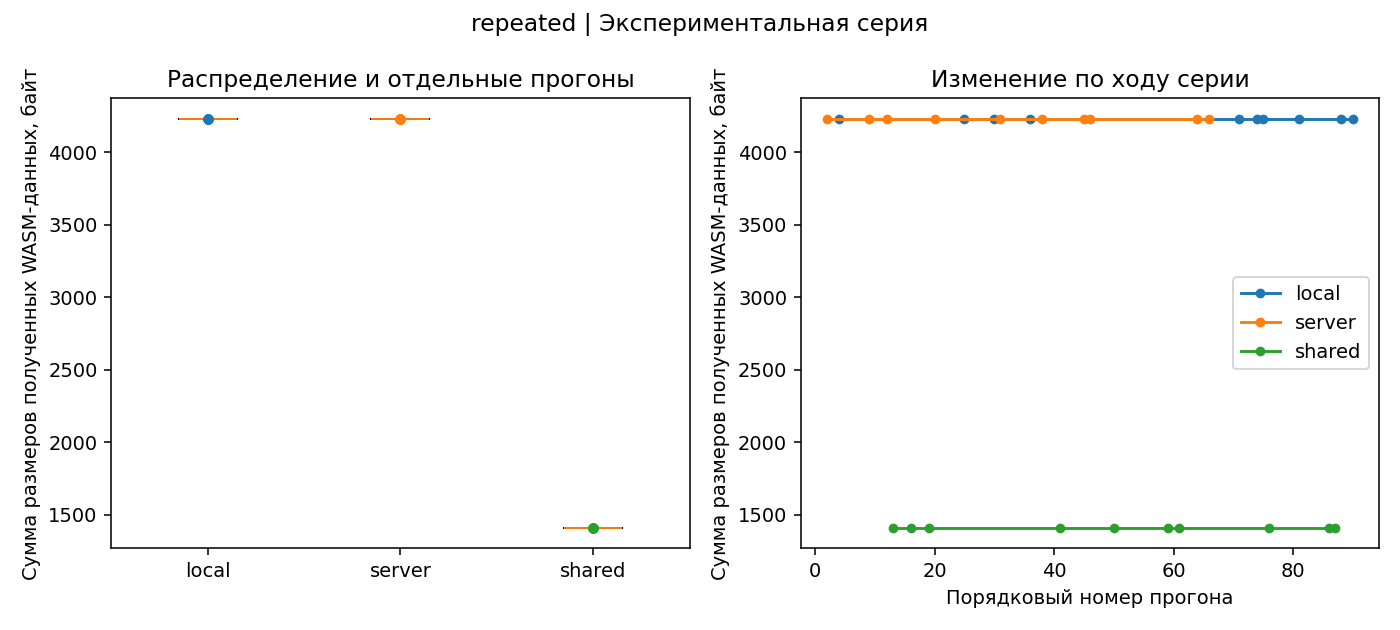 repeated | Экспериментальная серия
Распределение и отдельные прогоны
Сумма размеров полученных WASM-данных, байт
4000
3500
3000
2500
2000
1500
local
server
shared
Изменение по ходу серии
Сумма размеров полученных WASM-данных, байт
4000
3500
3000
2500
2000
1500
0
20
40
60
80
Порядковый номер прогона
local
server
shared